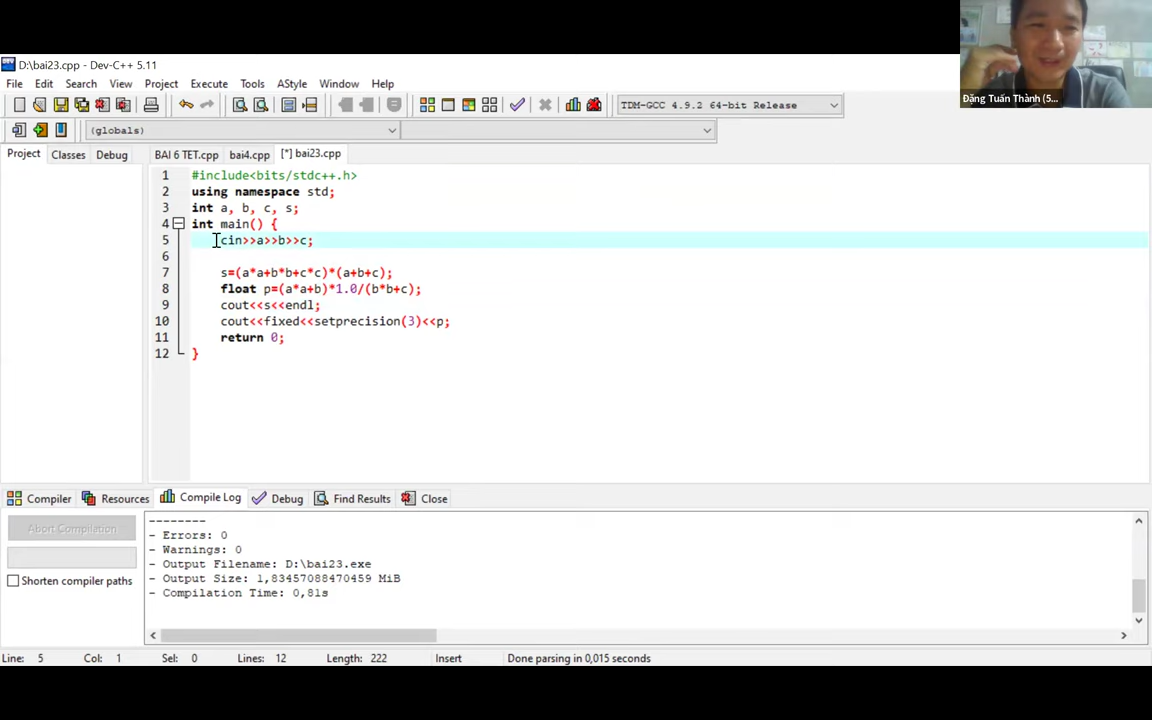 D:\bai23.cpp - Dev-C++ 5.11
Đăng Tuấn Thành (5...
File Edit Search View Project Execute Tools AStyle Window Help
TDM-GCC 4.9.2 64-bit Release
(globals)
Project Classes Debug BAI 6 TET.cpp bai4.cpp [*] bai23.cpp
1 #include<bits/stdc++.h>
2 using namespace std;
3 int a, b, c, s;
4 int main() {
5 cin>>a>>b>>c;
6
7 s=(a*a+b*b+c*c)*(a+b+c);
8 float p=(a*a+b)*1.0/(b*b+c);
9 cout<<s<<endl;
10 cout<<fixed<<setprecision(3)<<p;
11 return 0;
12 }
Compiler Resources Compile Log Debug Find Results Close
Abort Compilation
Shorten compiler paths
--------
- Errors: 0
- Warnings: 0
- Output Filename: D:\bai23.exe
- Output Size: 1,83457088470459 MiB
- Compilation Time: 0,81s
Line: 5 Col: 1 Sel: 0 Lines: 12 Length: 222 Insert Done parsing in 0,015 seconds